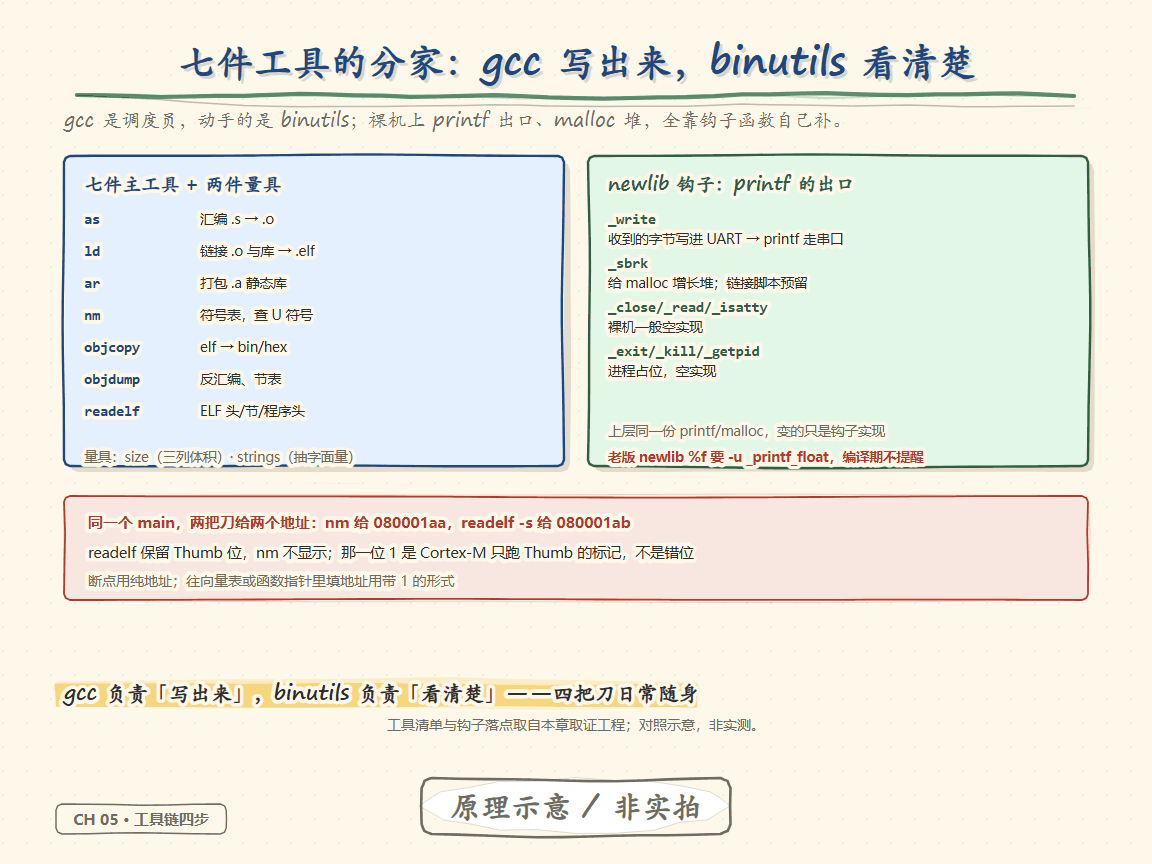 七件工具的分家：gcc 写出来，binutils 看清楚
gcc 是调度员，动手的是 binutils；裸机上 printf 出口、malloc 堆，全靠钩子函数自己补。
七件主工具 + 两件量具
as 汇编 .s → .o
ld 链接 .o 与库 → .elf
ar 打包 .a 静态库
nm 符号表，查 U 符号
objcopy elf → bin/hex
objdump 反汇编、节表
readelf ELF 头/节/程序头
量具：size（三列体积）· strings（抽字面量）
newlib 钩子：printf 的出口
_write
收到的字节写进 UART → printf 走串口
_sbrk
给 malloc 增长堆；链接脚本预留
_close/_read/_isatty
裸机一般空实现
_exit/_kill/_getpid
进程占位，空实现
上层同一份 printf/malloc，变的只是钩子实现
老版 newlib %f 要 -u _printf_float，编译期不提醒
同一个 main，两把刀给两个地址：nm 给 080001aa，readelf -s 给 080001ab
readelf 保留 Thumb 位，nm 不显示；那一位 1 是 Cortex-M 只跑 Thumb 的标记，不是错位
断点用纯地址；往向量表或函数指针里填地址用带 1 的形式
gcc 负责「写出来」，binutils 负责「看清楚」——四把刀日常随身
工具清单与钩子落点取自本章取证工程；对照示意，非实测。
原理示意 / 非实拍
CH 05 • 工具链四步